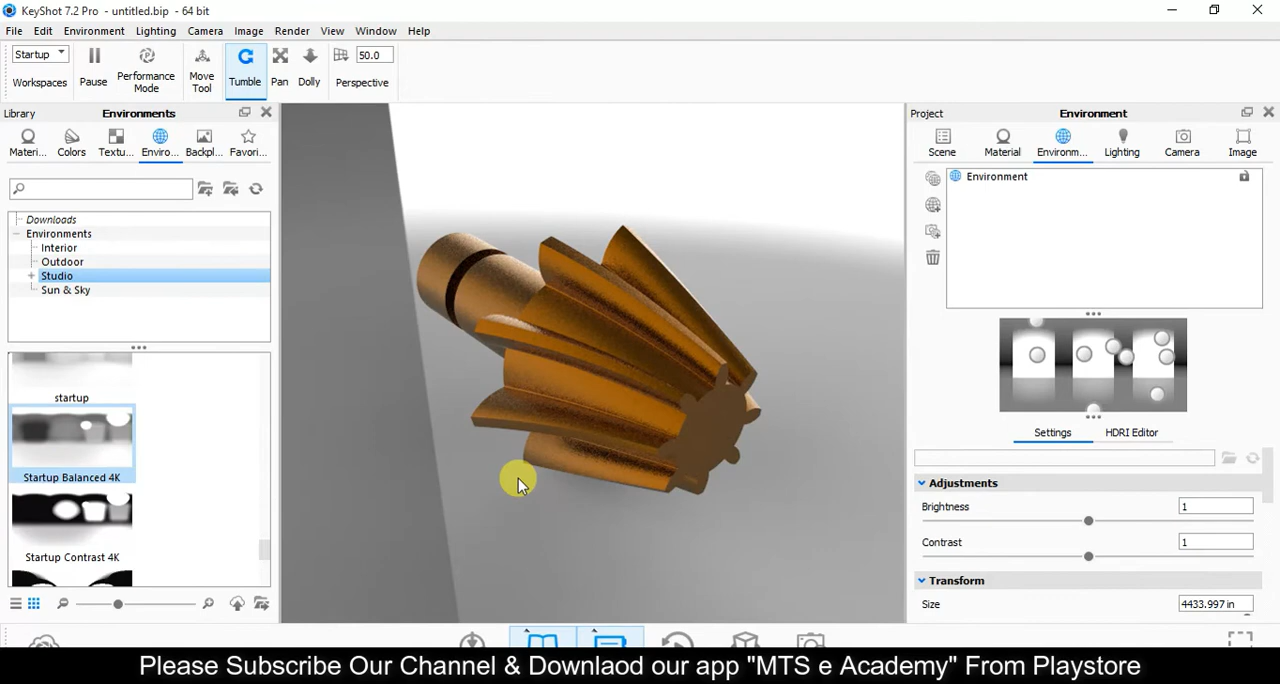 KeyShot 7.2 Pro - untitled.bip - 64 bit
File Edit Environment Lighting Camera Image Render View Window Help
Startup 50.0
Workspaces Pause Performance Mode Move Tool Tumble Pan Dolly Perspective
Library Environments
Materi... Colors Textu... Enviro... Backpl... Favori...
Downloads
Environments
Interior
Outdoor
Studio
Sun & Sky
startup
Startup Balanced 4K
Startup Contrast 4K
Project Environment
Scene Material Environm... Lighting Camera Image
Environment
Settings HDRI Editor
Adjustments
Brightness 1
Contrast 1
Transform
Size 4433.997 in
Please Subscribe Our Channel & Downlaod our app "MTS e Academy" From Playstore